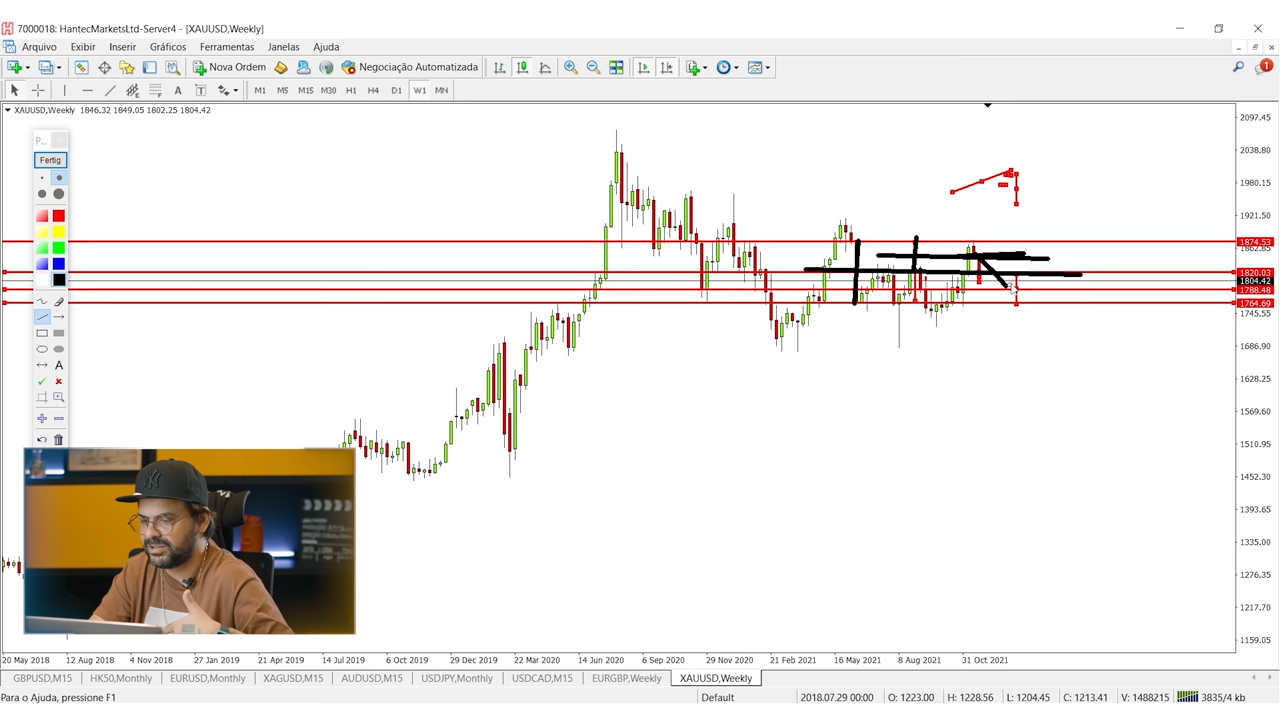 7000018: HantecMarketsLtd-Server4 - [XAUUSD,Weekly]
Arquivo Exibir Inserir Gráficos Ferramentas Janelas Ajuda
Nova Ordem Negociação Automatizada
A T M1 M5 M15 M30 H1 H4 D1 W1 MN
XAUUSD,Weekly 1846.32 1849.05 1802.25 1804.42
P...
Fertig
A
2097.45
2038.80
1980.15
1921.50
1874.53
1862.85
1820.03
1804.42
1788.48
1764.69
1745.55
1686.90
1628.25
1569.60
1510.95
1452.30
1393.65
1335.00
1276.35
1217.70
1159.05
20 May 2018 12 Aug 2018 4 Nov 2018 27 Jan 2019 21 Apr 2019 14 Jul 2019 6 Oct 2019 29 Dec 2019 22 Mar 2020 14 Jun 2020 6 Sep 2020 29 Nov 2020 21 Feb 2021 16 May 2021 8 Aug 2021 31 Oct 2021
GBPUSD,M15 HK50,Monthly EURUSD,Monthly XAGUSD,M15 AUDUSD,M15 USDJPY,Monthly USDCAD,M15 EURGBP,Weekly XAUUSD,Weekly
Para o Ajuda, pressione F1 Default 2018.07.29 00:00 O: 1223.00 H: 1228.56 L: 1204.45 C: 1213.41 V: 1488215 3835/4 kb